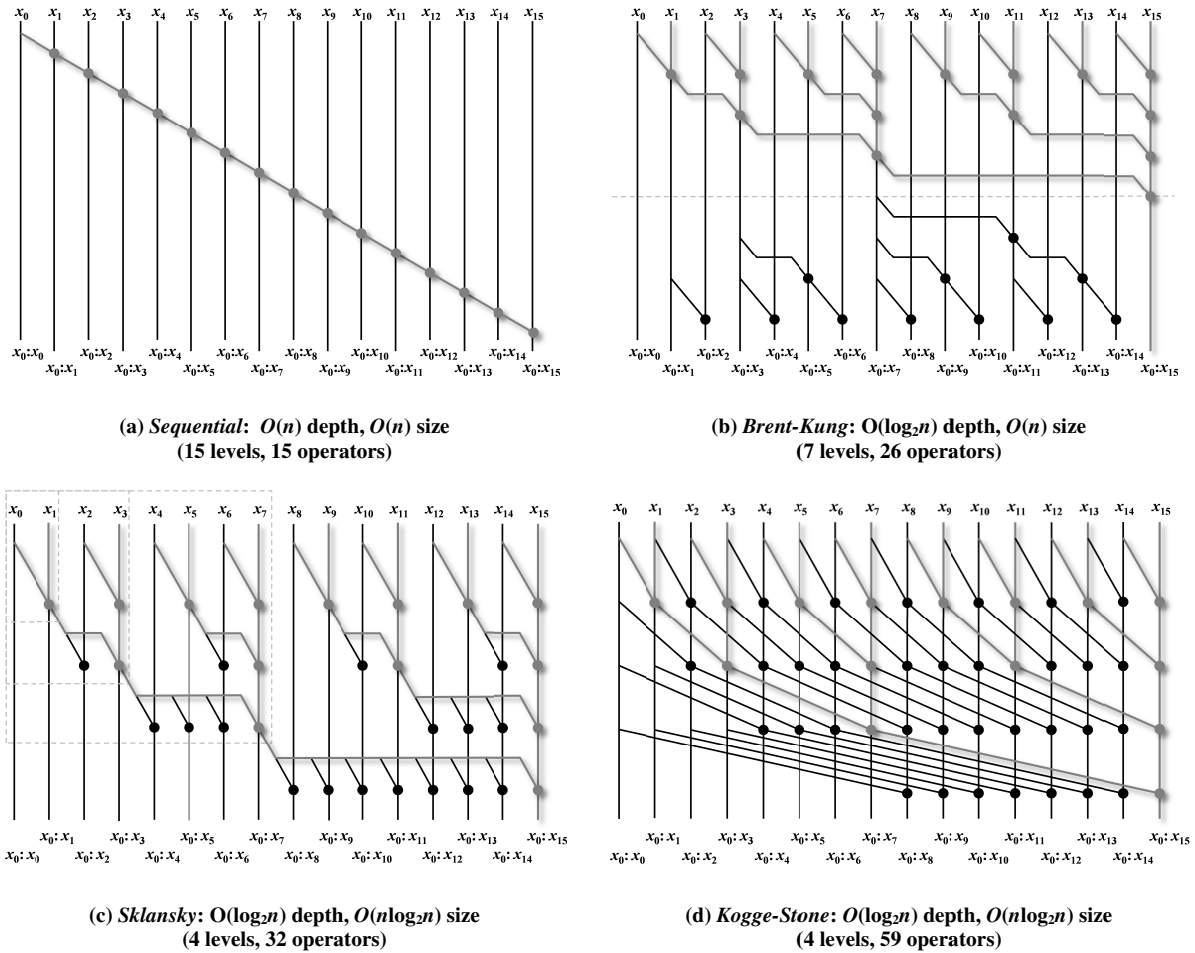 x₀ x₁ x₂ x₃ x₄ x₅ x₆ x₇ x₈ x₉ x₁₀ x₁₁ x₁₂ x₁₃ x₁₄ x₁₅
x₀:x₀ x₀:x₂ x₀:x₄ x₀:x₆ x₀:x₈ x₀:x₁₀ x₀:x₁₂ x₀:x₁₄
x₀:x₁ x₀:x₃ x₀:x₅ x₀:x₇ x₀:x₉ x₀:x₁₁ x₀:x₁₃ x₀:x₁₅
(a) Sequential: O(n) depth, O(n) size
(15 levels, 15 operators)
x₀ x₁ x₂ x₃ x₄ x₅ x₆ x₇ x₈ x₉ x₁₀ x₁₁ x₁₂ x₁₃ x₁₄ x₁₅
x₀:x₀ x₀:x₂ x₀:x₄ x₀:x₆ x₀:x₈ x₀:x₁₀ x₀:x₁₂ x₀:x₁₄
x₀:x₁ x₀:x₃ x₀:x₅ x₀:x₇ x₀:x₉ x₀:x₁₁ x₀:x₁₃ x₀:x₁₅
(b) Brent-Kung: O(log₂n) depth, O(n) size
(7 levels, 26 operators)
x₀ x₁ x₂ x₃ x₄ x₅ x₆ x₇ x₈ x₉ x₁₀ x₁₁ x₁₂ x₁₃ x₁₄ x₁₅
x₀:x₁ x₀:x₃ x₀:x₅ x₀:x₇ x₀:x₉ x₀:x₁₁ x₀:x₁₃ x₀:x₁₅
x₀:x₀ x₀:x₂ x₀:x₄ x₀:x₆ x₀:x₈ x₀:x₁₀ x₀:x₁₂ x₀:x₁₄
(c) Sklansky: O(log₂n) depth, O(nlog₂n) size
(4 levels, 32 operators)
x₀ x₁ x₂ x₃ x₄ x₅ x₆ x₇ x₈ x₉ x₁₀ x₁₁ x₁₂ x₁₃ x₁₄ x₁₅
x₀:x₁ x₀:x₃ x₀:x₅ x₀:x₇ x₀:x₉ x₀:x₁₁ x₀:x₁₃ x₀:x₁₅
x₀:x₀ x₀:x₂ x₀:x₄ x₀:x₆ x₀:x₈ x₀:x₁₀ x₀:x₁₂ x₀:x₁₄
(d) Kogge-Stone: O(log₂n) depth, O(nlog₂n) size
(4 levels, 59 operators)